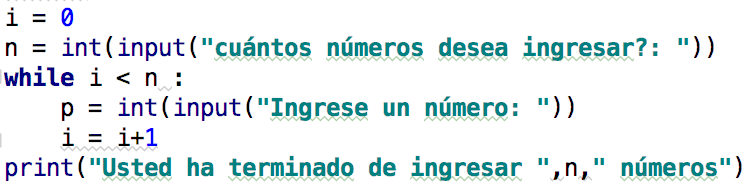 i = 0
n = int(input("cuántos números desea ingresar?: "))
while i < n :
    p = int(input("Ingrese un número: "))
    i = i+1
print("Usted ha terminado de ingresar ",n," números")